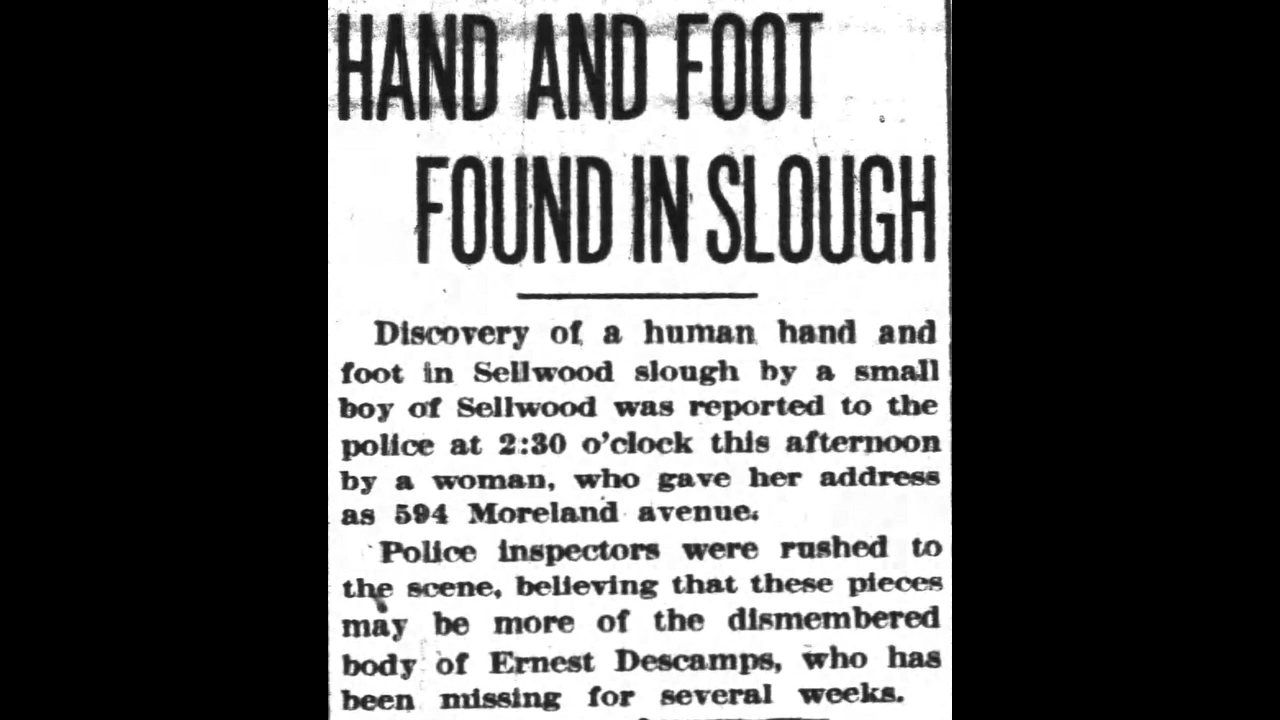 HAND AND FOOT
FOUND IN SLOUGH
Discovery of a human hand and
foot in Sellwood slough by a small
boy of Sellwood was reported to the
police at 2:30 o'clock this afternoon
by a woman, who gave her address
as 594 Moreland avenue.
Police inspectors were rushed to
the scene, believing that these pieces
may be more of the dismembered
body of Ernest Descamps, who has
been missing for several weeks.